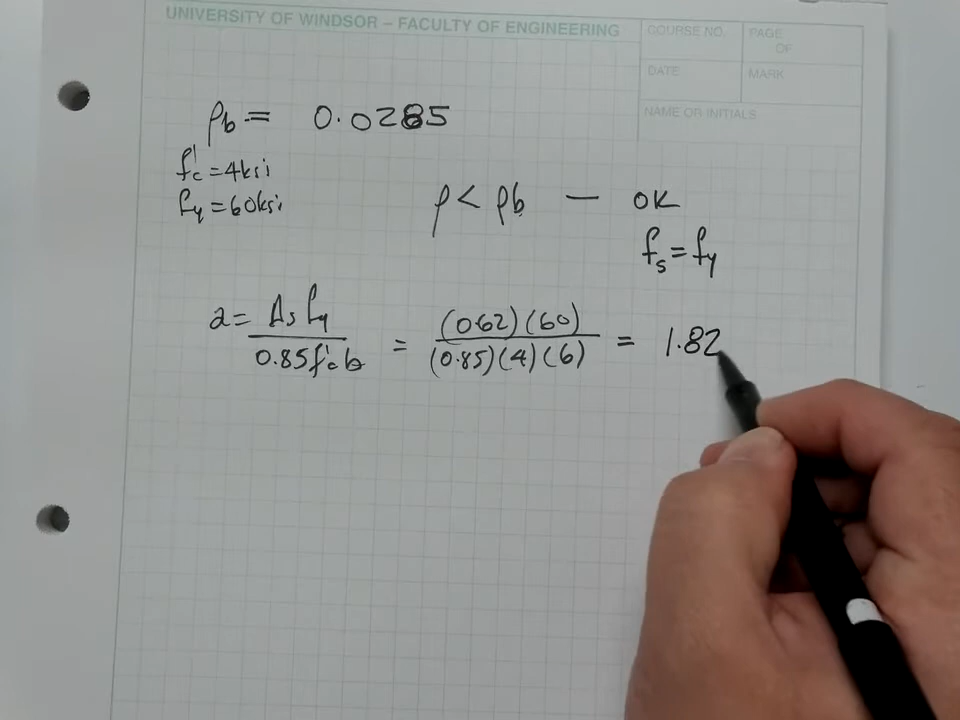 UNIVERSITY OF WINDSOR – FACULTY OF ENGINEERING
COURSE NO.
PAGE
OF
DATE
MARK
NAME OR INITIALS
ρb = 0.0285
f'c = 4ksi
fy = 60ksi
ρ < ρb — OK
fs = fy
a = As fy / 0.85f'c b = (0.62)(60) / (0.85)(4)(6) = 1.82